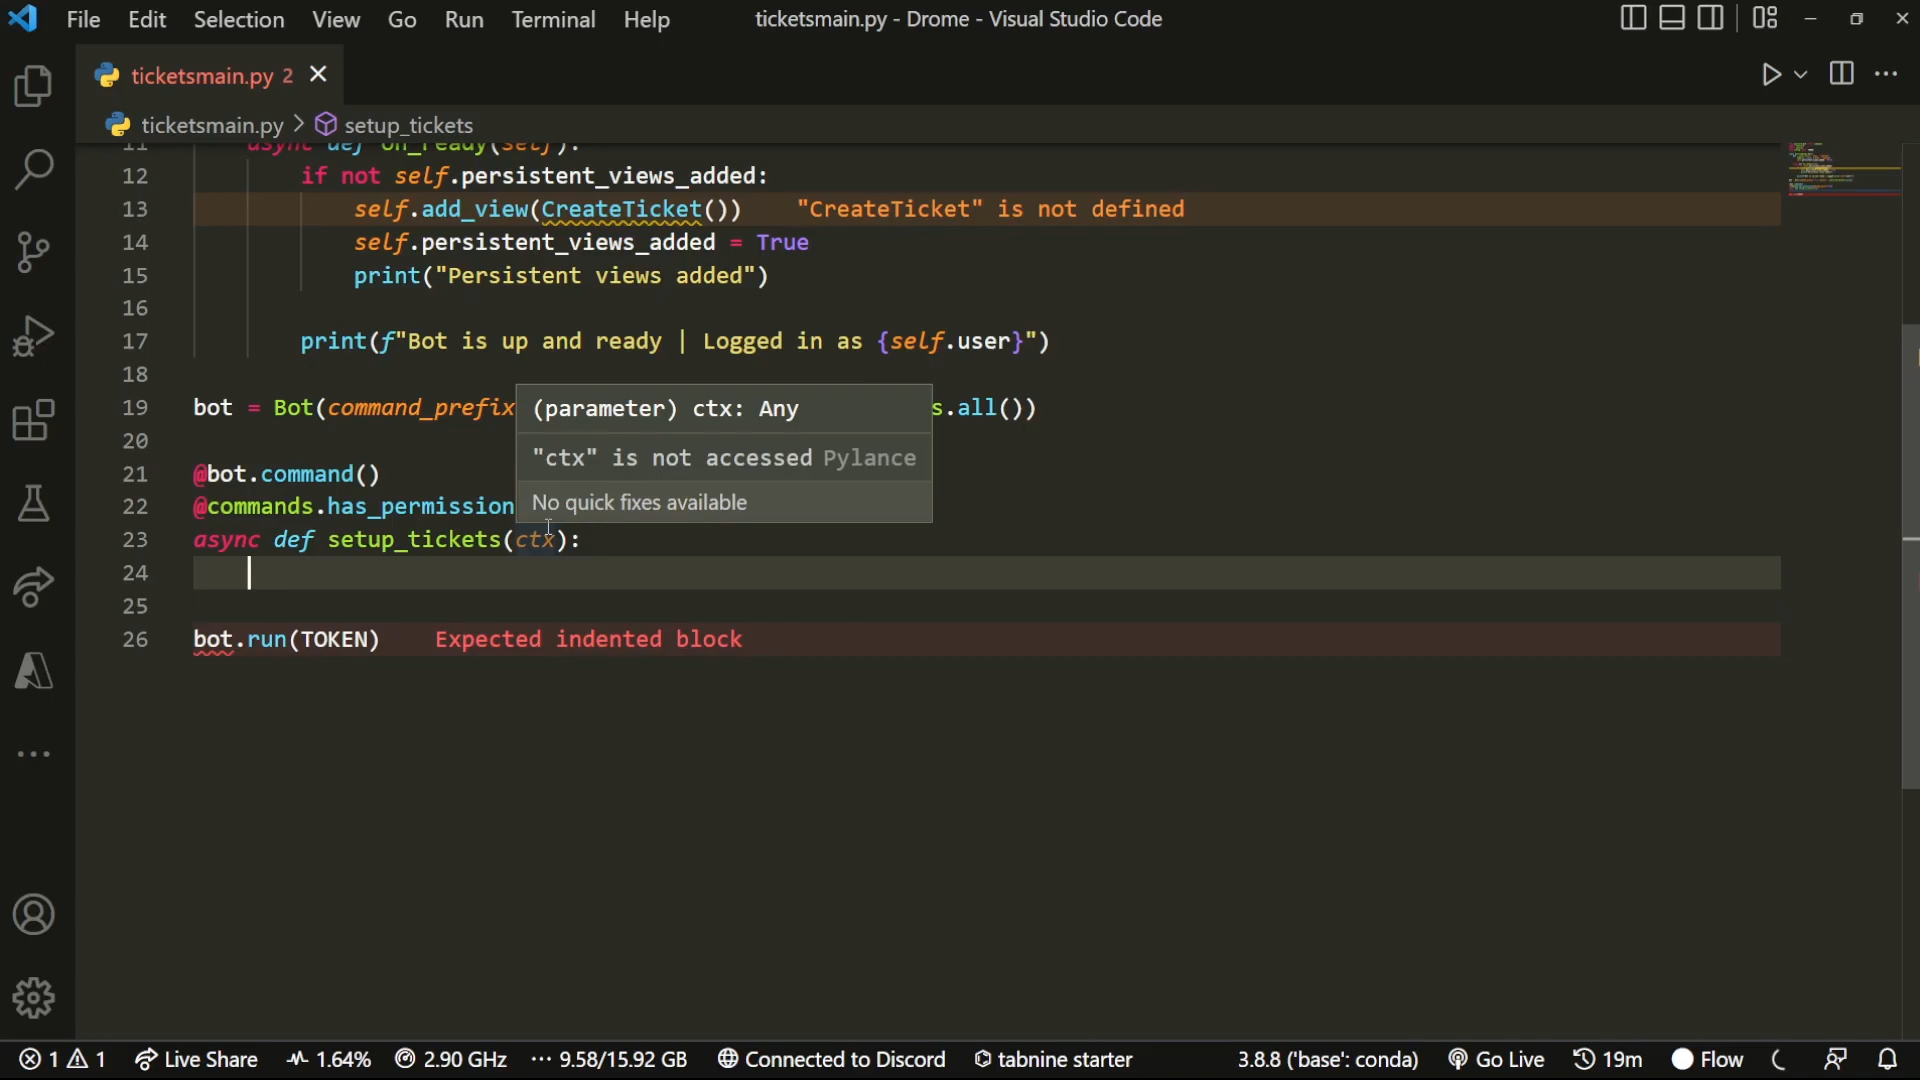 File Edit Selection View Go Run Terminal Help ticketsmain.py - Drome - Visual Studio Code
ticketsmain.py 2
ticketsmain.py > setup_tickets
11 async def on_ready(self):
12 if not self.persistent_views_added:
13 self.add_view(CreateTicket()) "CreateTicket" is not defined
14 self.persistent_views_added = True
15 print("Persistent views added")
16
17 print(f"Bot is up and ready | Logged in as {self.user}")
18
19 bot = Bot(command_prefix s.all())
(parameter) ctx: Any
20
"ctx" is not accessed Pylance
21 @bot.command()
No quick fixes available
22 @commands.has_permission
23 async def setup_tickets(ctx):
24
25
26 bot.run(TOKEN) Expected indented block
1 1 Live Share 1.64% 2.90 GHz 9.58/15.92 GB Connected to Discord tabnine starter 3.8.8 ('base': conda) Go Live 19m Flow